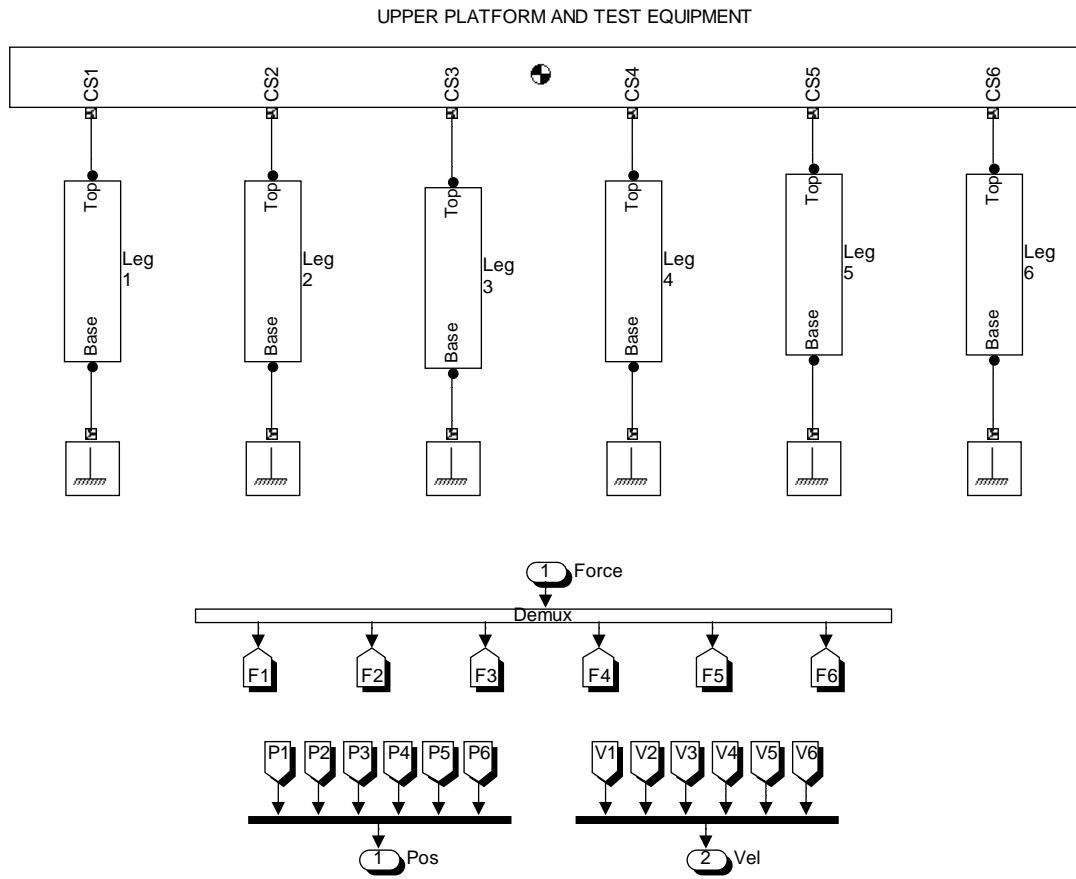 UPPER PLATFORM AND TEST EQUIPMENT
CS1 CS2 CS3 CS4 CS5 CS6
Top Top Top Top Top Top
Leg 1
Leg 2
Leg 3
Leg 4
Leg 5
Leg 6
Base Base Base Base Base Base
1 Force
Demux
F1 F2 F3 F4 F5 F6
P1 P2 P3 P4 P5 P6 V1 V2 V3 V4 V5 V6
1 Pos 2 Vel